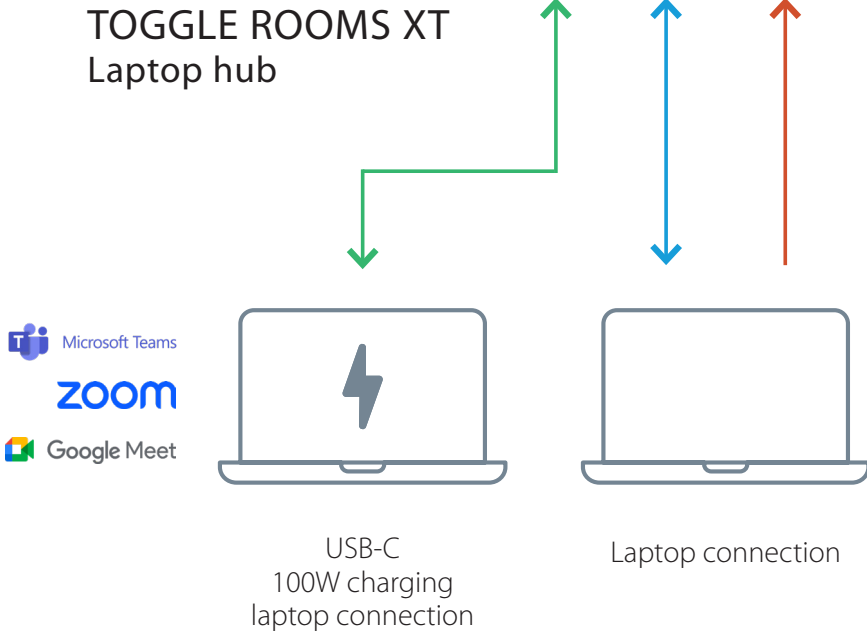 TOGGLE ROOMS XT
Laptop hub
Microsoft Teams
zoom
Google Meet
USB-C
100W charging
laptop connection
Laptop connection